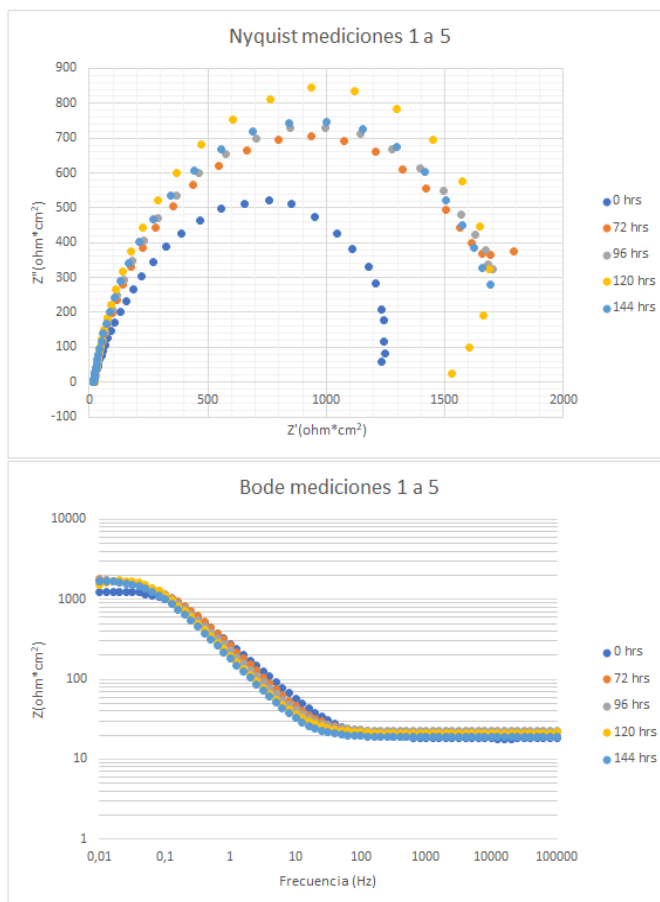 Nyquist mediciones 1 a 5
900
800
700
600
500
400
300
200
100
0
-100
Z"(ohm*cm²)
0
500
1000
1500
2000
Z'(ohm*cm²)
0 hrs
72 hrs
96 hrs
120 hrs
144 hrs
Bode mediciones 1 a 5
10000
1000
100
10
1
Z(ohm*cm²)
0,01
0,1
1
10
100
1000
10000
100000
Frecuencia (Hz)
0 hrs
72 hrs
96 hrs
120 hrs
144 hrs